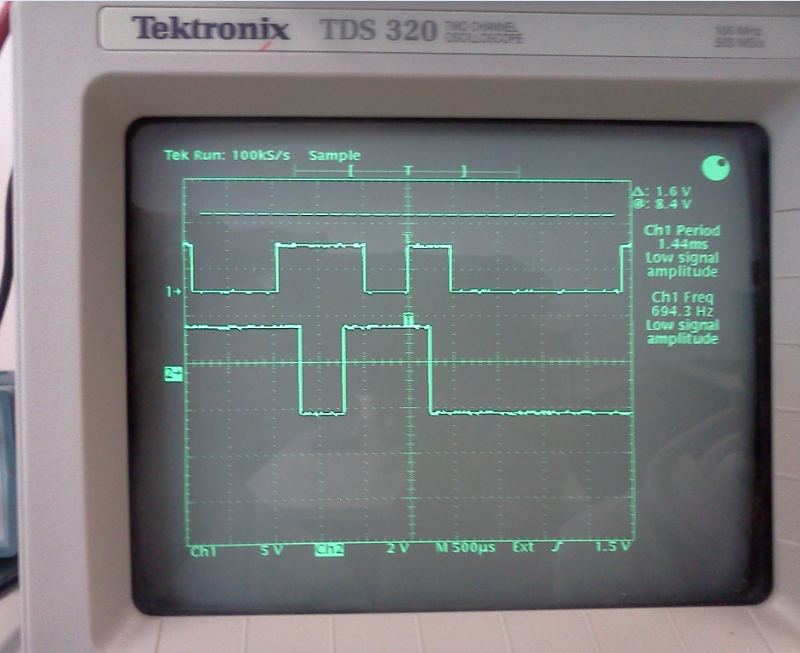 Tektronix TDS 320 TWO CHANNEL OSCILLOSCOPE
100 MHz
500 MS/s
Tek Run: 100kS/s Sample
[ T ]
Δ: 1.6 V
@: 8.4 V
Ch1 Period
1.44ms
Low signal
amplitude
Ch1 Freq
694.3 Hz
Low signal
amplitude
1→
2→
Ch1 5 V Ch2 2 V M 500µs Ext 1.5 V